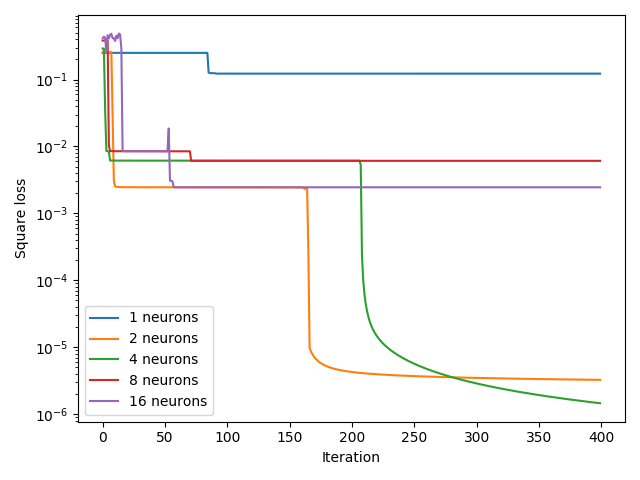 Square loss
10⁻¹
10⁻²
10⁻³
10⁻⁴
10⁻⁵
10⁻⁶
1 neurons
2 neurons
4 neurons
8 neurons
16 neurons
0 50 100 150 200 250 300 350 400
Iteration